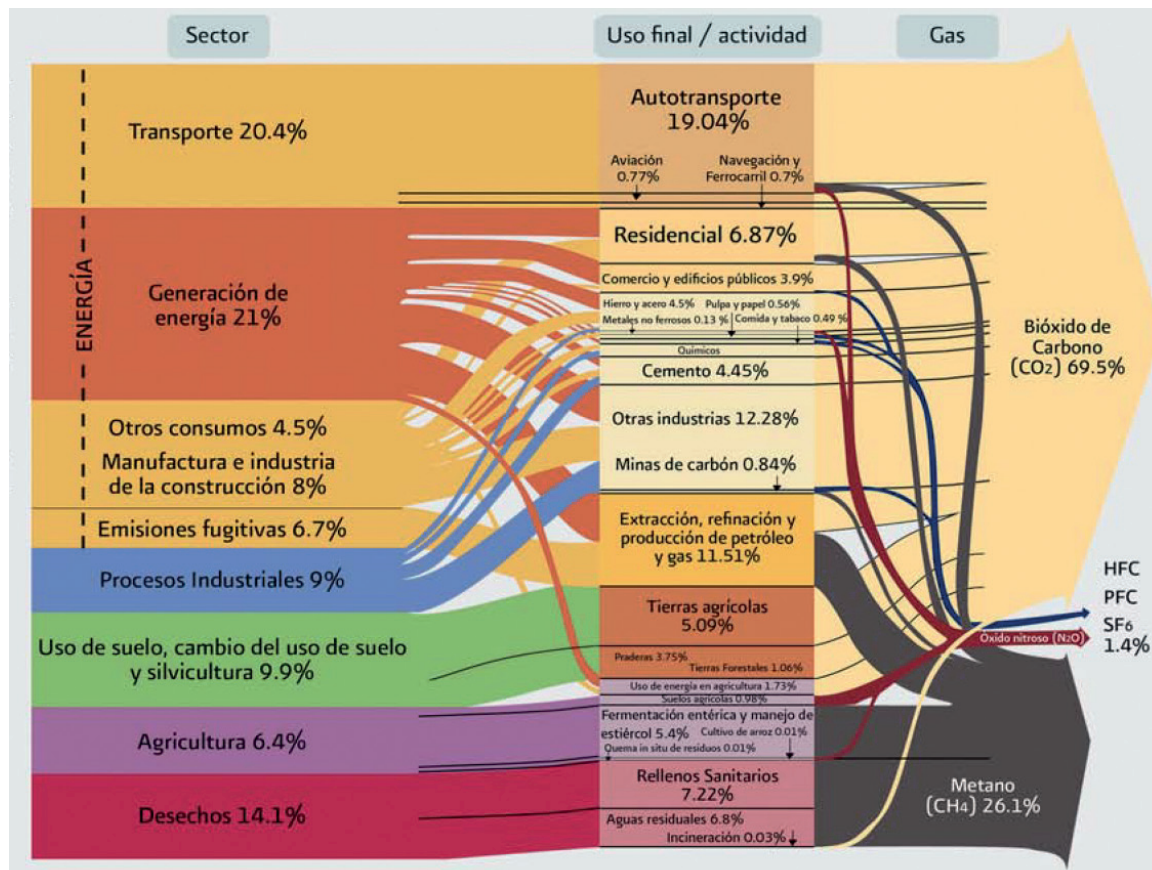 Sector
Uso final / actividad
Gas
ENERGÍA
Transporte 20.4%
Generación de
energía 21%
Otros consumos 4.5%
Manufactura e industria
de la construcción 8%
Emisiones fugitivas 6.7%
Procesos Industriales 9%
Uso de suelo, cambio del uso de suelo
y silvicultura 9.9%
Agricultura 6.4%
Desechos 14.1%
Autotransporte
19.04%
Aviación
0.77%
Navegación y
Ferrocarril 0.7%
Residencial 6.87%
Comercio y edificios públicos 3.9%
Hierro y acero 4.5%
Pulpa y papel 0.56%
Metales no ferrosos 0.13 %
Comida y tabaco 0.49 %
Químicos
Cemento 4.45%
Otras industrias 12.28%
Minas de carbón 0.84%
Extracción, refinación y
producción de petróleo
y gas 11.51%
Tierras agrícolas
5.09%
Praderas 3.75%
Tierras Forestales 1.06%
Uso de energía en agricultura 1.73%
Suelos agrícolas 0.98%
Fermentación entérica y manejo de
estiércol 5.4%
Cultivo de arroz 0.01%
Quema in situ de residuos 0.01%
Rellenos Sanitarios
7.22%
Aguas residuales 6.8%
Incineración 0.03%
Bióxido de
Carbono
(CO2) 69.5%
HFC
PFC
SF6
1.4%
Óxido nitroso (N2O)
Metano
(CH4) 26.1%